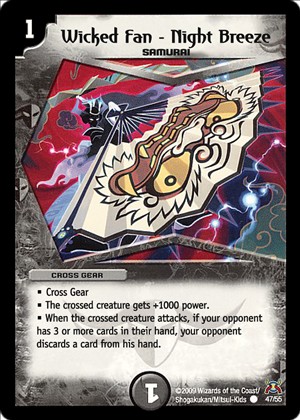 1
Wicked Fan - Night Breeze
SAMURAI
CROSS GEAR
▪ Cross Gear
▪ The crossed creature gets +1000 power.
▪ When the crossed creature attacks, if your opponent
has 3 or more cards in their hand, your opponent
discards a card from his hand.
1
©2009 Wizards of the Coast/
Shogakukan/Mitsui-Kids
47/55